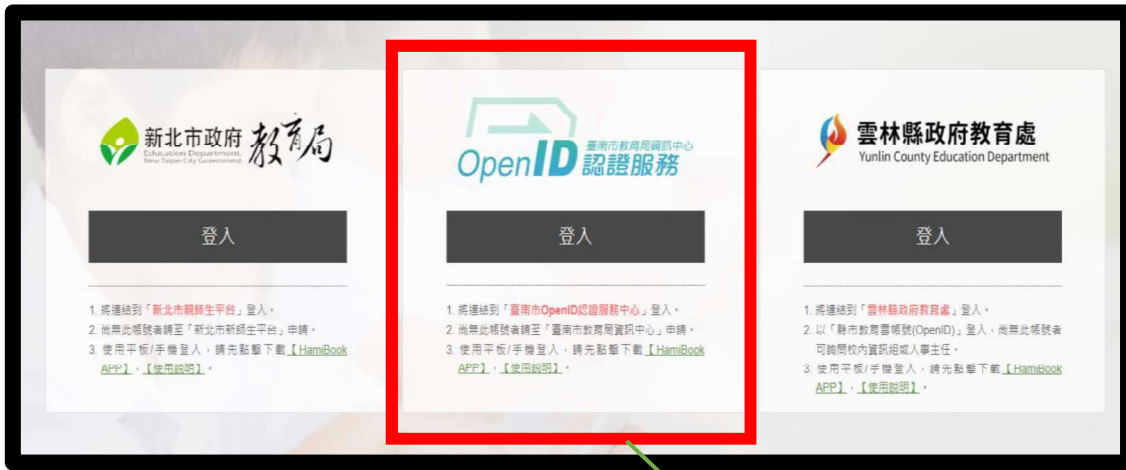 新北市政府 教育局
Education Department,
New Taipei City Government
登入
1. 將連結到「新北市親師生平台」登入。
2. 尚無此帳號者請至「新北市新師生平台」申請。
3. 使用平板/手機登入，請先點擊下載【HamiBook
APP】，【使用說明】。
臺南市教育局資訊中心
OpenID 認證服務
登入
1. 將連結到「臺南市OpenID認證服務中心」登入。
2. 尚無此帳號者請至「臺南市教育局資訊中心」申請。
3. 使用平板/手機登入，請先點擊下載【HamiBook
APP】，【使用說明】。
雲林縣政府教育處
Yunlin County Education Department
登入
1. 將連結到「雲林縣政府教育處」登入。
2. 以「縣市教育雲帳號(OpenID)」登入，尚無此帳號者
可詢問校內資訊組或人事主任。
3. 使用平板/手機登入，請先點擊下載【HamiBook
APP】，【使用說明】。